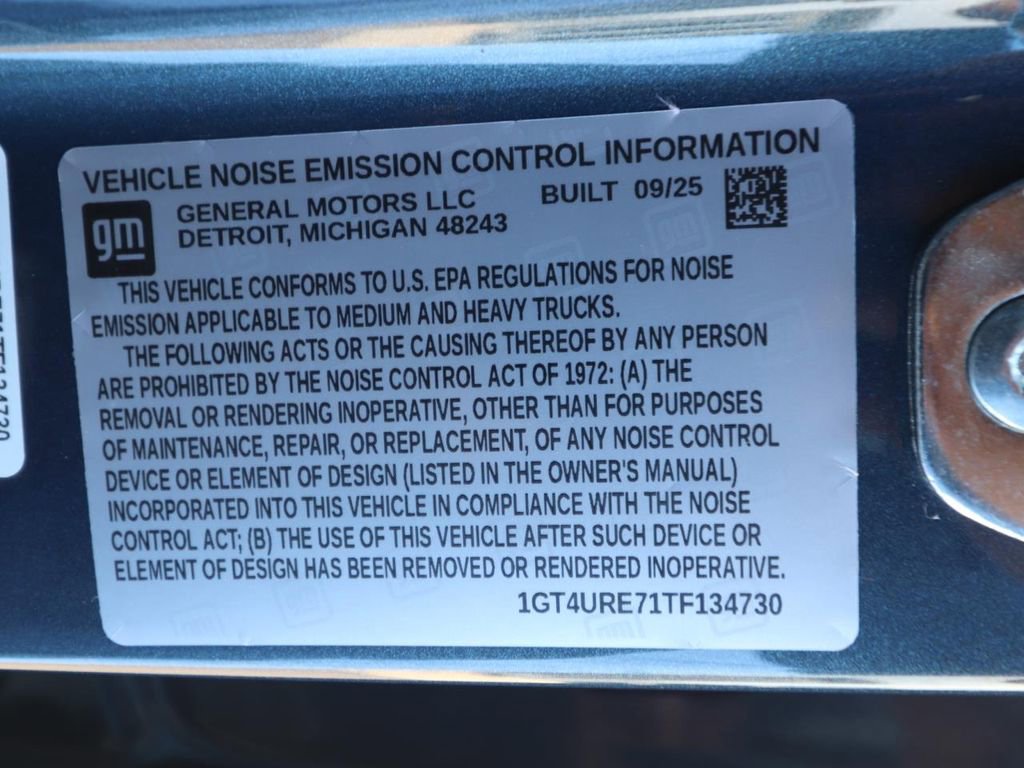 VEHICLE NOISE EMISSION CONTROL INFORMATION
gm
GENERAL MOTORS LLC BUILT 09/25
DETROIT, MICHIGAN 48243
THIS VEHICLE CONFORMS TO U.S. EPA REGULATIONS FOR NOISE
EMISSION APPLICABLE TO MEDIUM AND HEAVY TRUCKS.
THE FOLLOWING ACTS OR THE CAUSING THEREOF BY ANY PERSON
ARE PROHIBITED BY THE NOISE CONTROL ACT OF 1972: (A) THE
REMOVAL OR RENDERING INOPERATIVE, OTHER THAN FOR PURPOSES
OF MAINTENANCE, REPAIR, OR REPLACEMENT, OF ANY NOISE CONTROL
DEVICE OR ELEMENT OF DESIGN (LISTED IN THE OWNER'S MANUAL)
INCORPORATED INTO THIS VEHICLE IN COMPLIANCE WITH THE NOISE
CONTROL ACT; (B) THE USE OF THIS VEHICLE AFTER SUCH DEVICE OR
ELEMENT OF DESIGN HAS BEEN REMOVED OR RENDERED INOPERATIVE.
1GT4URE71TF134730